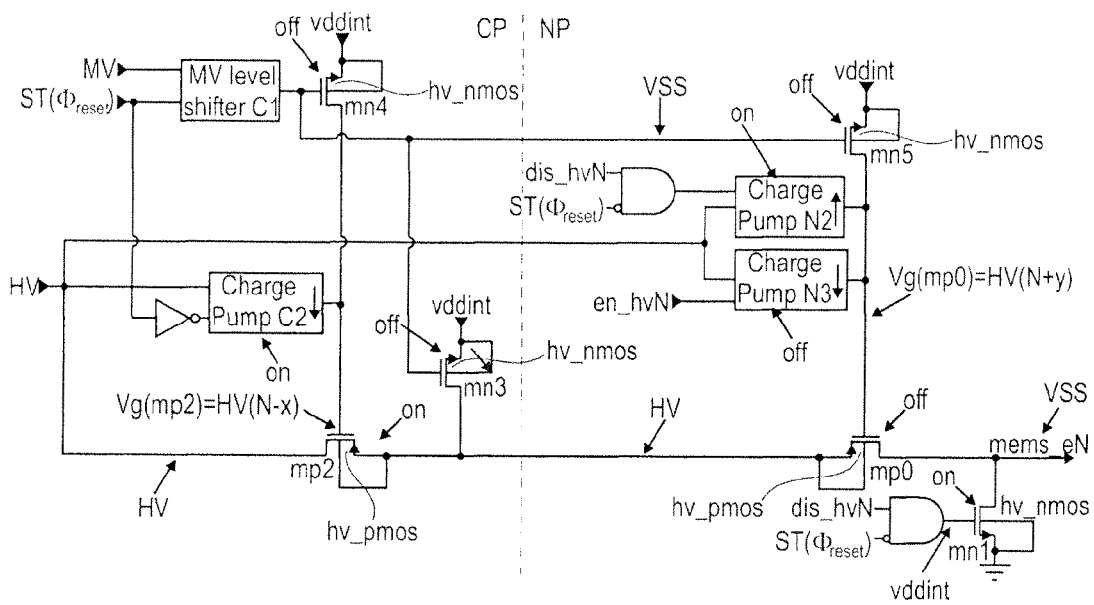 CP NP
off
vddint
MV
MV level
shifter C1
ST(Φreset)
hv_nmos
mn4
VSS
off
vddint
hv_nmos
mn5
on
dis_hvN
ST(Φreset)
Charge
Pump N2
Charge
Pump N3
en_hvN
off
Vg(mp0)=HV(N+y)
HV
Charge
Pump C2
on
vddint
off
hv_nmos
mn3
Vg(mp2)=HV(N-x)
on
HV
off
VSS
mems_eN
mp2
HV
hv_pmos
mp0
hv_pmos
dis_hvN
ST(Φreset)
on
hv_nmos
mn1
vddint